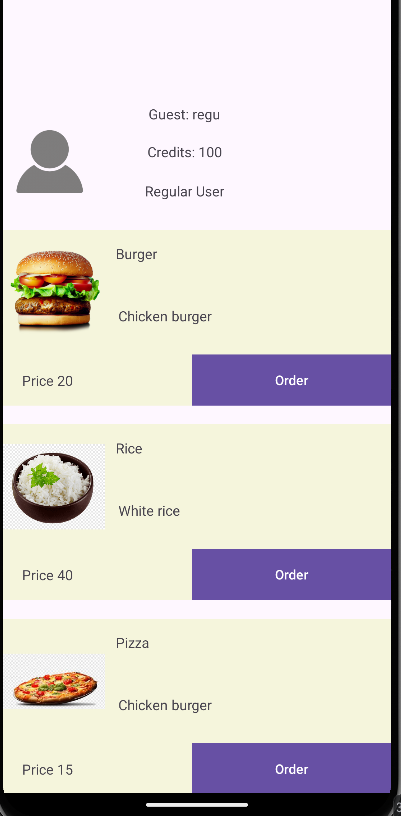 Guest: regu
Credits: 100
Regular User
Burger
Chicken burger
Price 20
Order
Rice
White rice
Price 40
Order
Pizza
Chicken burger
Price 15
Order
3